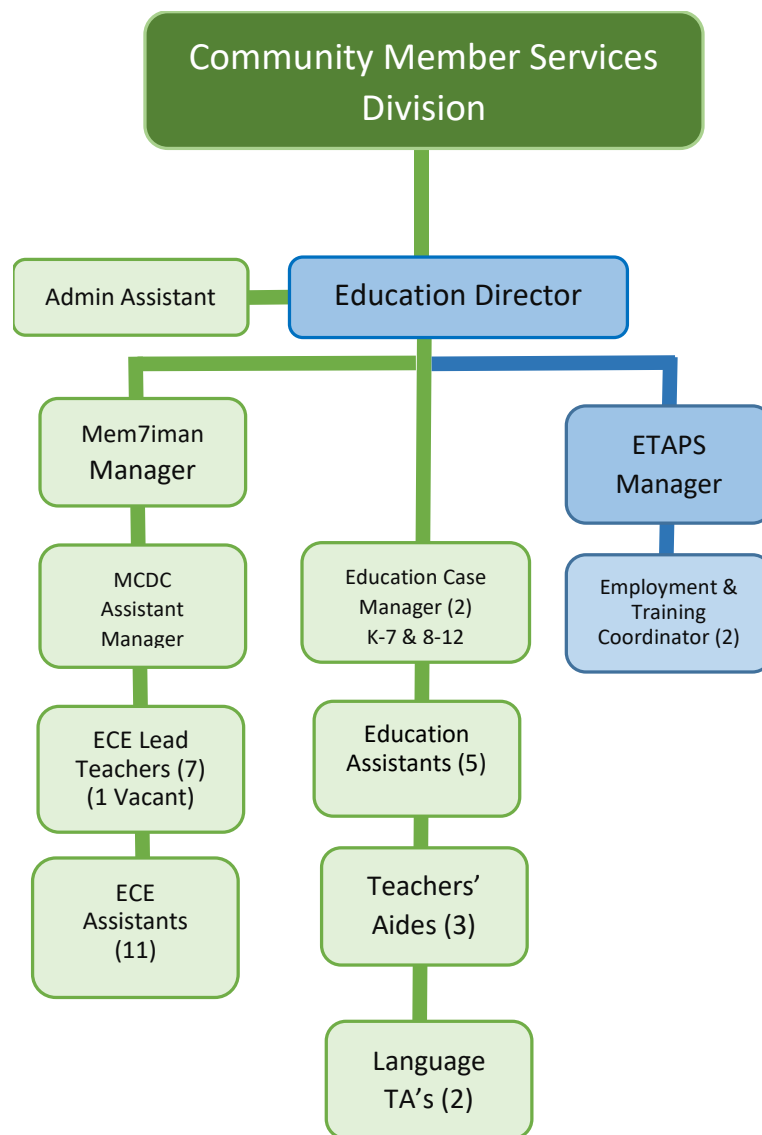 Community Member Services
Division
Admin Assistant
Education Director
Mem7iman
Manager
ETAPS
Manager
MCDC
Assistant
Manager
Education Case
Manager (2)
K-7 & 8-12
Employment &
Training
Coordinator (2)
ECE Lead
Teachers (7)
(1 Vacant)
Education
Assistants (5)
ECE
Assistants
(11)
Teachers’
Aides (3)
Language
TA’s (2)